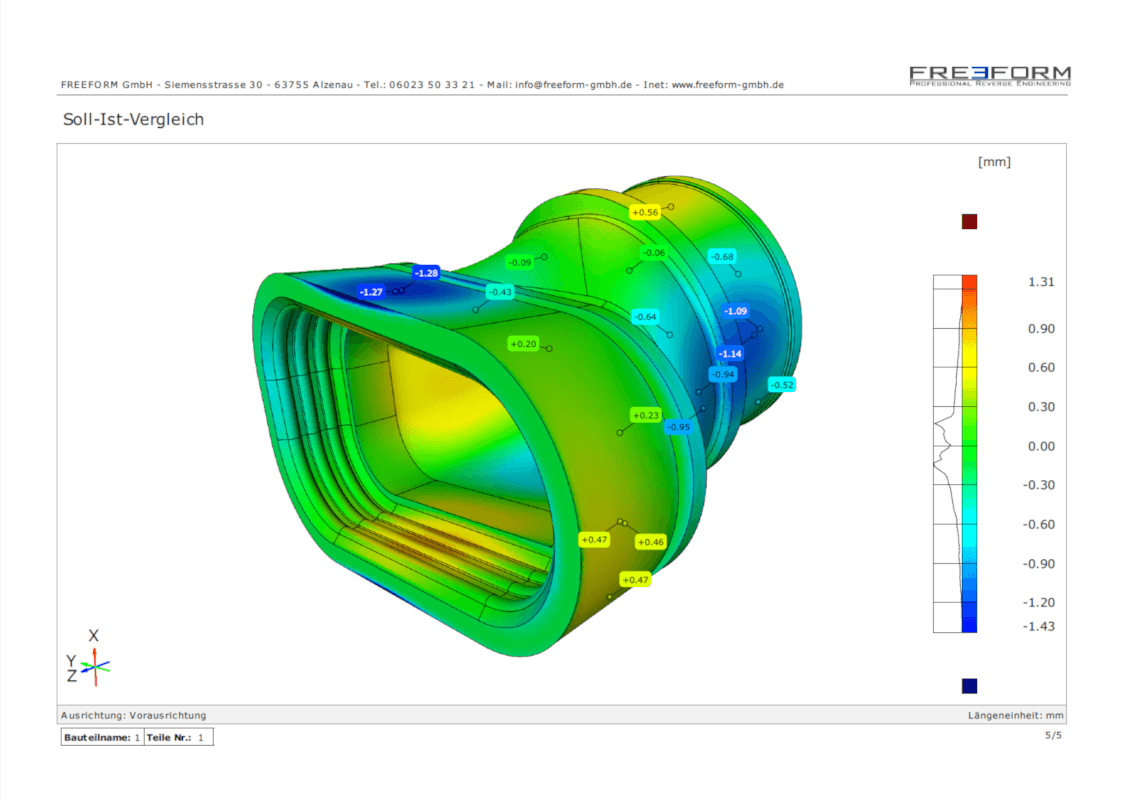 FREEFORM GmbH - Siemensstrasse 30 - 63755 Alzenau - Tel.: 06023 50 33 21 - Mail: info@freeform-gmbh.de - Inet: www.freeform-gmbh.de
FREEFORM
PROFESSIONAL REVERSE ENGINEERING
Soll-Ist-Vergleich
[mm]
+0.56
-0.06
-0.09
-0.68
-1.28
-1.27
-0.43
-0.64
-1.09
+0.20
-1.14
-0.94
-0.52
+0.23
-0.95
+0.47
+0.46
+0.47
1.31
0.90
0.60
0.30
0.00
-0.30
-0.60
-0.90
-1.20
-1.43
X
Y
Z
Ausrichtung: Vorausrichtung
Längeneinheit: mm
Bauteilname: 1 Teile Nr.: 1
5/5